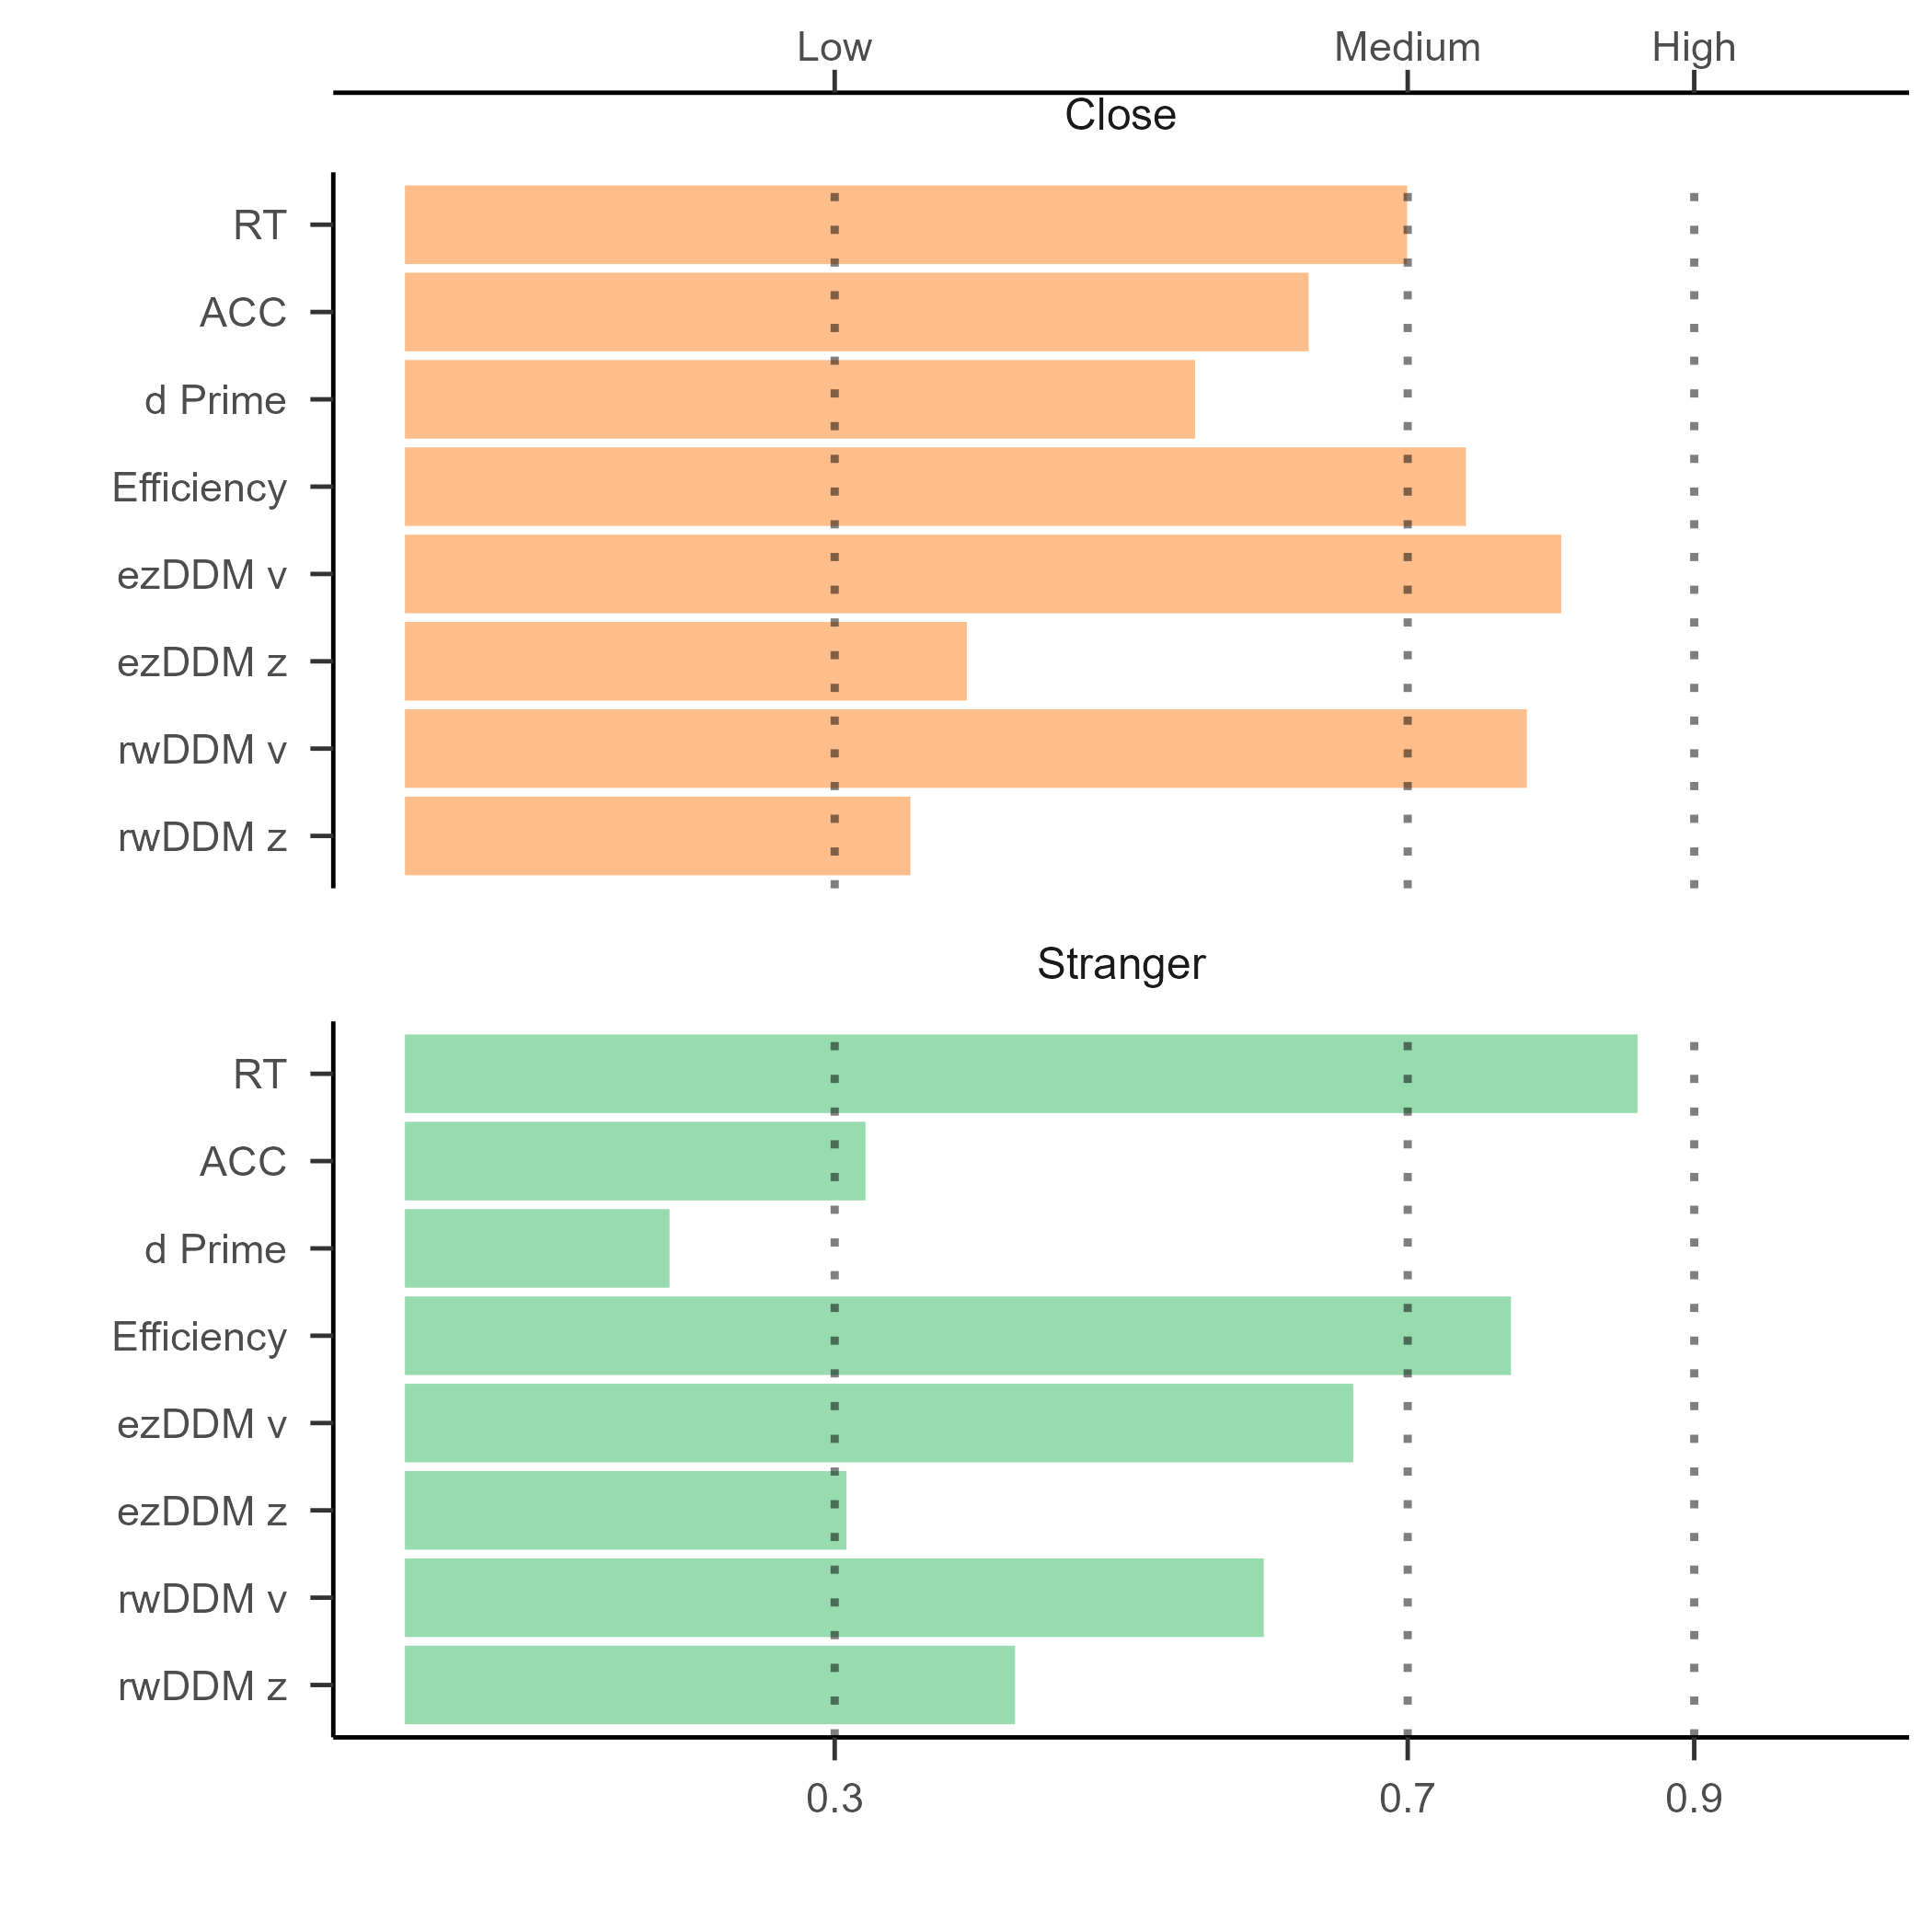 Low Medium High
Close
RT
ACC
d Prime
Efficiency
ezDDM v
ezDDM z
rwDDM v
rwDDM z
Stranger
RT
ACC
d Prime
Efficiency
ezDDM v
ezDDM z
rwDDM v
rwDDM z
0.3 0.7 0.9